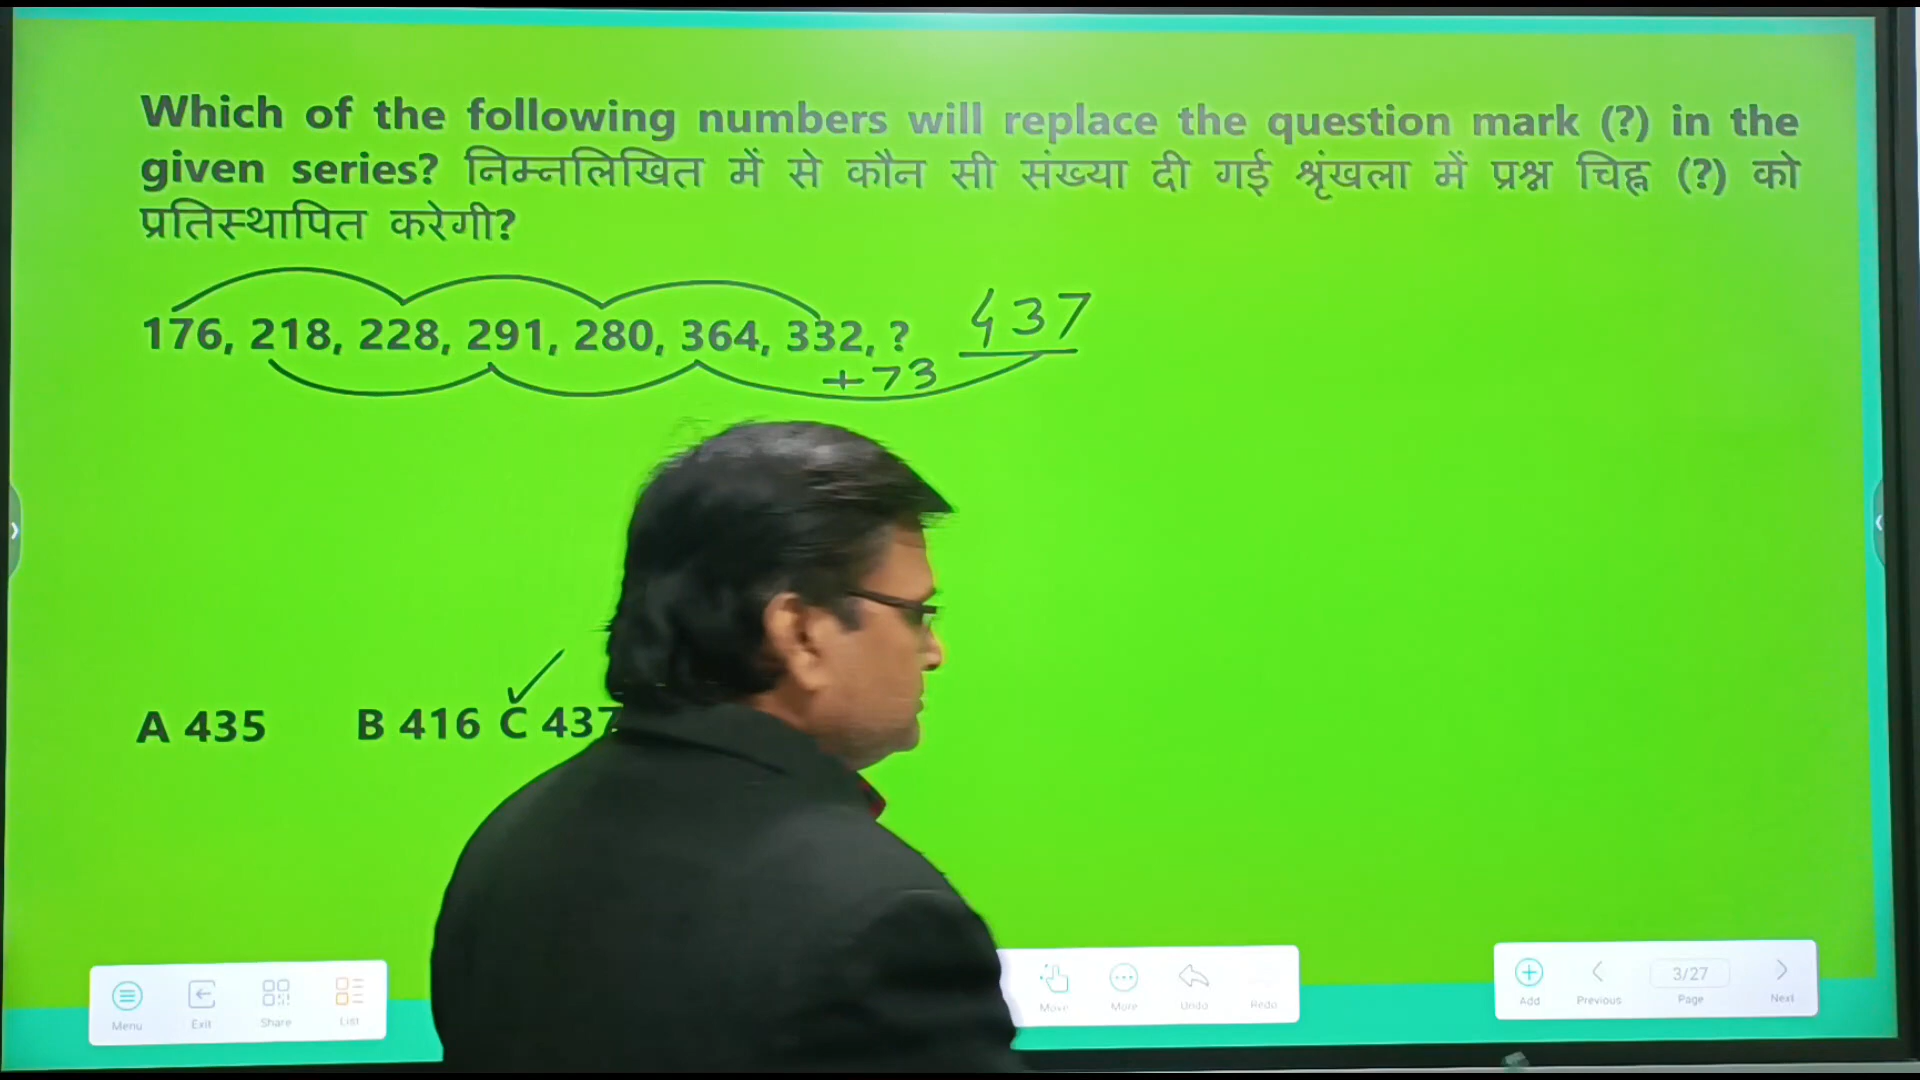 Which of the following numbers will replace the question mark (?) in the
given series? निम्नलिखित में से कौन सी संख्या दी गई श्रृंखला में प्रश्न चिह्न (?) को
प्रतिस्थापित करेगी?
176, 218, 228, 291, 280, 364, 332, ? 437
+73
A 435 B 416 C 437
Menu Exit Share List Move More Undo Redo Add Previous 3/27 Page Next